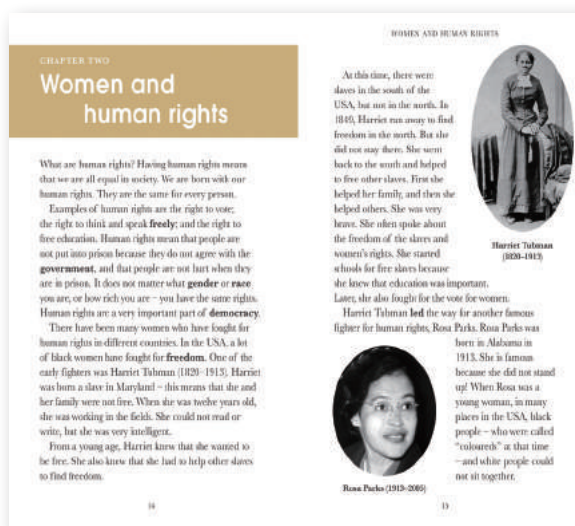 CHAPTER TWO
Women and
human rights
What are human rights? Having human rights means
that we are all equal in society. We are born with our
human rights. They are the same for every person.
Examples of human rights are the right to vote;
the right to think and speak freely; and the right to
free education. Human rights mean that people are
not put into prison because they do not agree with the
government, and that people are not hurt when they
are in prison. It does not matter what gender or race
you are, or how rich you are – you have the same rights.
Human rights are a very important part of democracy.
There have been many women who have fought for
human rights in different countries. In the USA, a lot
of black women have fought for freedom. One of the
early fighters was Harriet Tubman (1820–1913). Harriet
was born a slave in Maryland – this means that she and
her family were not free. When she was twelve years old,
she was working in the fields. She could not read or
write, but she was very intelligent.
From a young age, Harriet knew that she wanted to
be free. She also knew that she had to help other slaves
to find freedom.
14
WOMEN AND HUMAN RIGHTS
At this time, there were
slaves in the south of the
USA, but not in the north. In
1849, Harriet ran away to find
freedom in the north. But she
did not stay there. She went
back to the south and helped
to free other slaves. First she
helped her family, and then she
helped others. She was very
brave. She often spoke about
the freedom of the slaves and
women's rights. She started
schools for free slaves because
she knew that education was important.
Later, she also fought for the vote for women.
Harriet Tubman
(1820–1913)
Harriet Tubman led the way for another famous
fighter for human rights, Rosa Parks. Rosa Parks was
born in Alabama in
1913. She is famous
because she did not stand
up! When Rosa was a
young woman, in many
places in the USA, black
people – who were called
"coloureds" at that time
– and white people could
not sit together.
Rosa Parks (1913–2005)
15